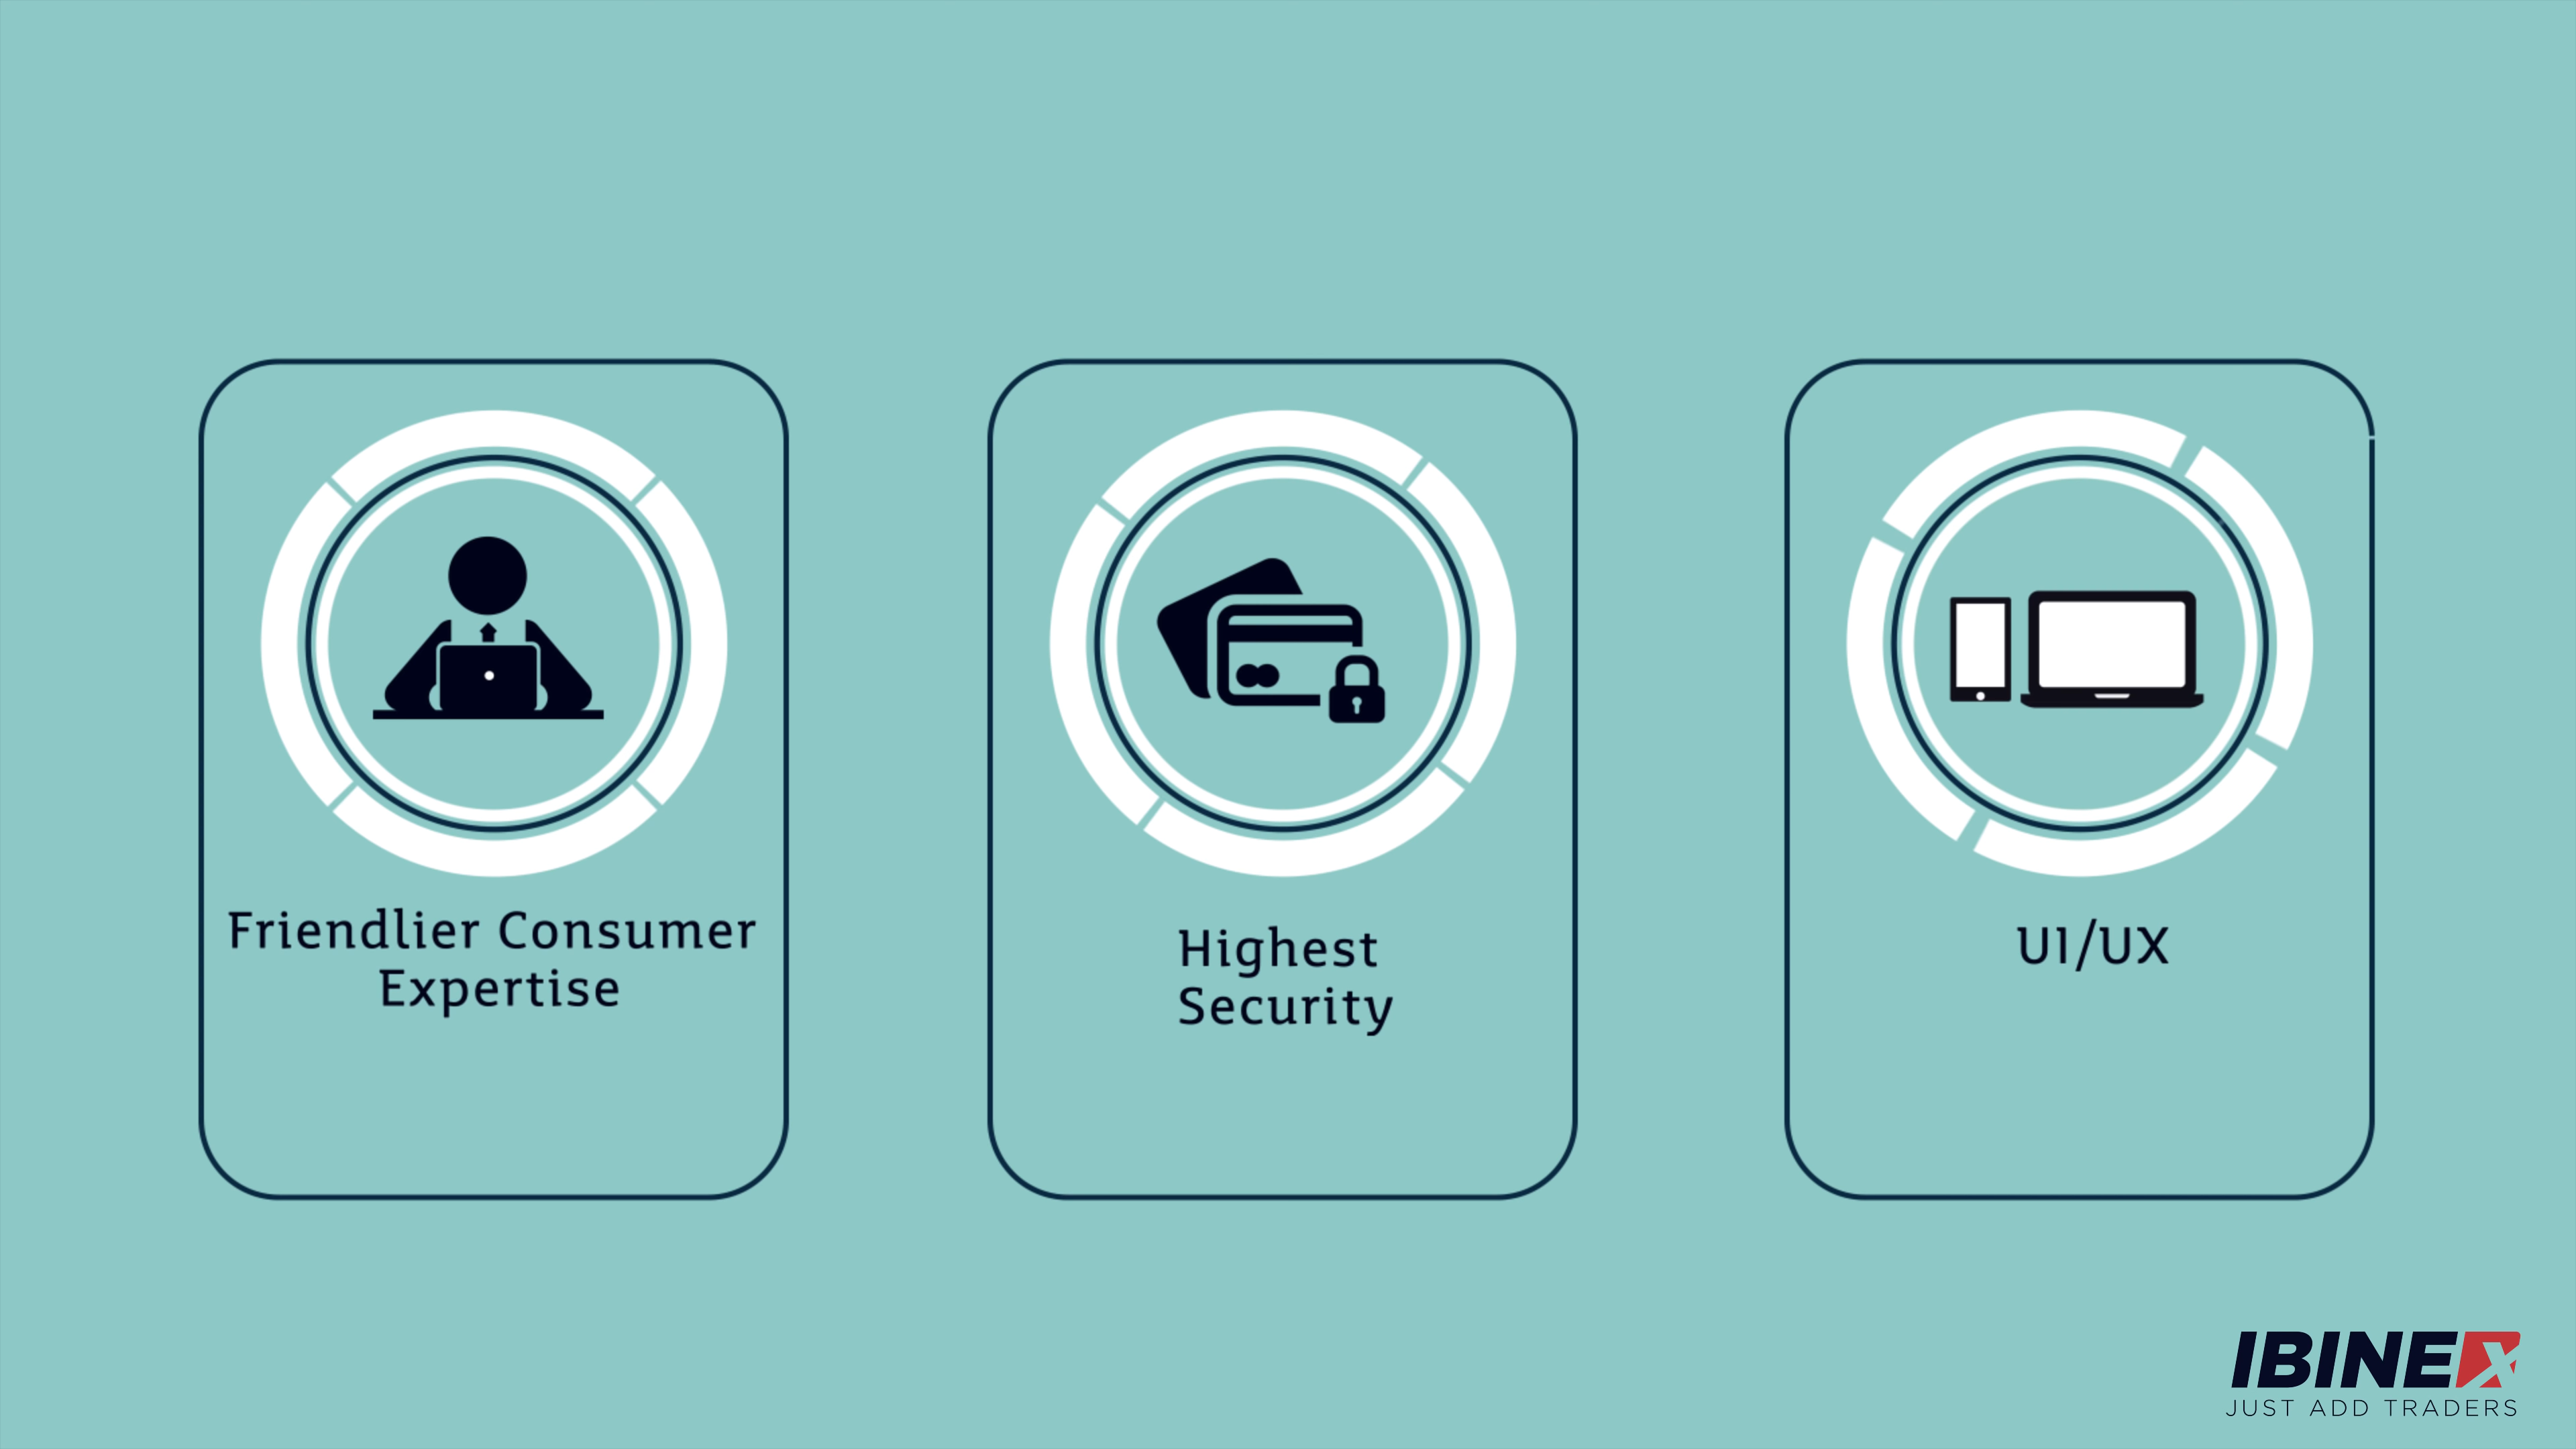 Friendlier Consumer
Expertise
Highest
Security
UI/UX
IBINEX
JUST ADD TRADERS